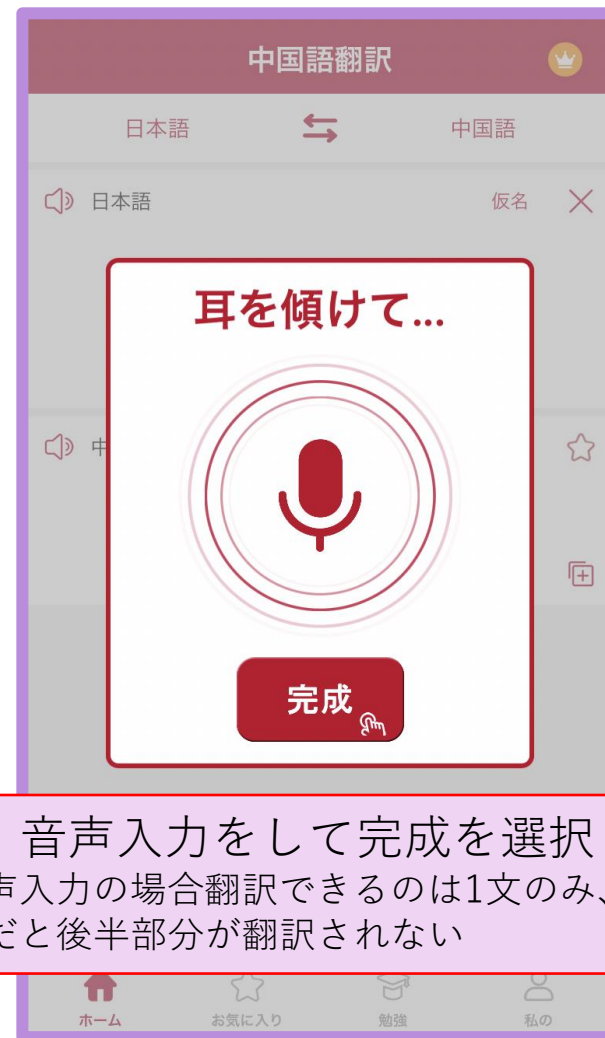 中国語翻訳
日本語 中国語
日本語 仮名
耳を傾けて...
中
完成
音声入力をして完成を選択
声入力の場合翻訳できるのは1文のみ、
だと後半部分が翻訳されない
ホーム お気に入り 勉強 私の